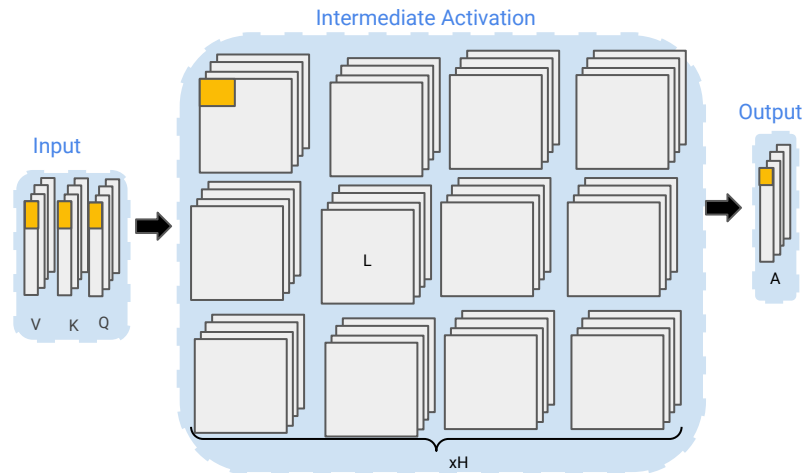 Intermediate Activation
Input
Output
L
A
V K Q
xH